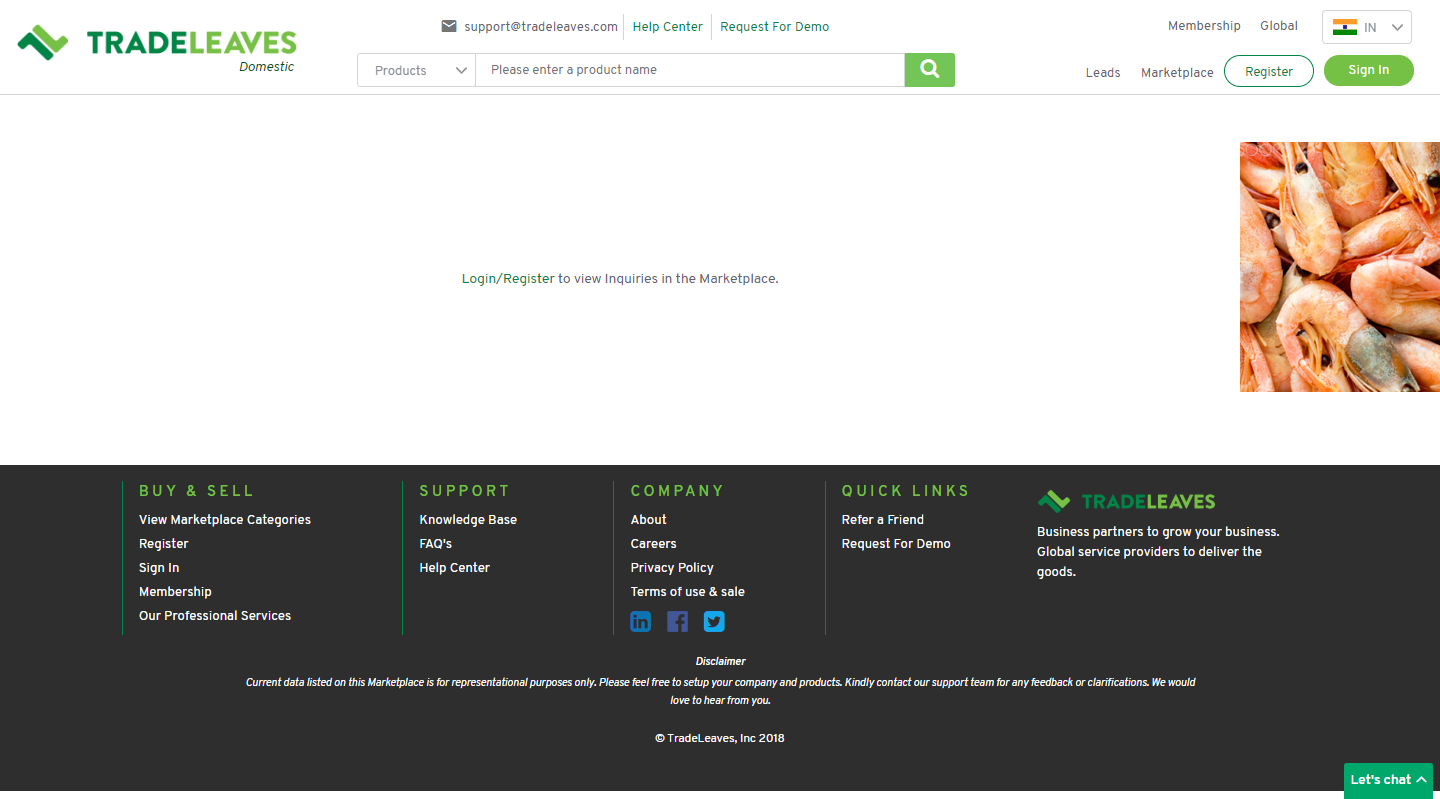 support@tradeleaves.com Help Center Request For Demo
Membership Global IN
TRADELEAVES
Domestic
Products Please enter a product name
Leads Marketplace Register Sign In
Login/Register to view Inquiries in the Marketplace.
BUY & SELL
View Marketplace Categories
Register
Sign In
Membership
Our Professional Services
SUPPORT
Knowledge Base
FAQ's
Help Center
COMPANY
About
Careers
Privacy Policy
Terms of use & sale
QUICK LINKS
Refer a Friend
Request For Demo
TRADELEAVES
Business partners to grow your business.
Global service providers to deliver the
goods.
Disclaimer
Current data listed on this Marketplace is for representational purposes only. Please feel free to setup your company and products. Kindly contact our support team for any feedback or clarifications. We would
love to hear from you.
© TradeLeaves, Inc 2018
Let's chat